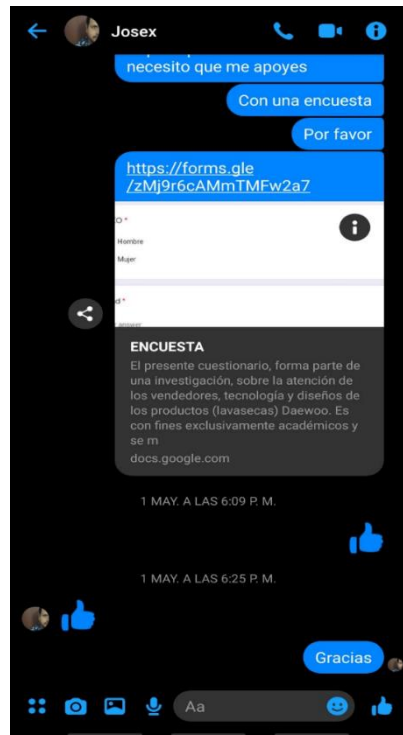 Josex
necesito que me apoyes
Con una encuesta
Por favor
https://forms.gle
/zMj9r6cAMmTMFw2a7
O *
Hombre
Mujer
d *
answer
ENCUESTA
El presente cuestionario, forma parte de
una investigación, sobre la atención de
los vendedores, tecnología y diseños de
los productos (lavasecas) Daewoo. Es
con fines exclusivamente académicos y
se m
docs.google.com
1 MAY. A LAS 6:09 P. M.
1 MAY. A LAS 6:25 P. M.
Gracias
Aa